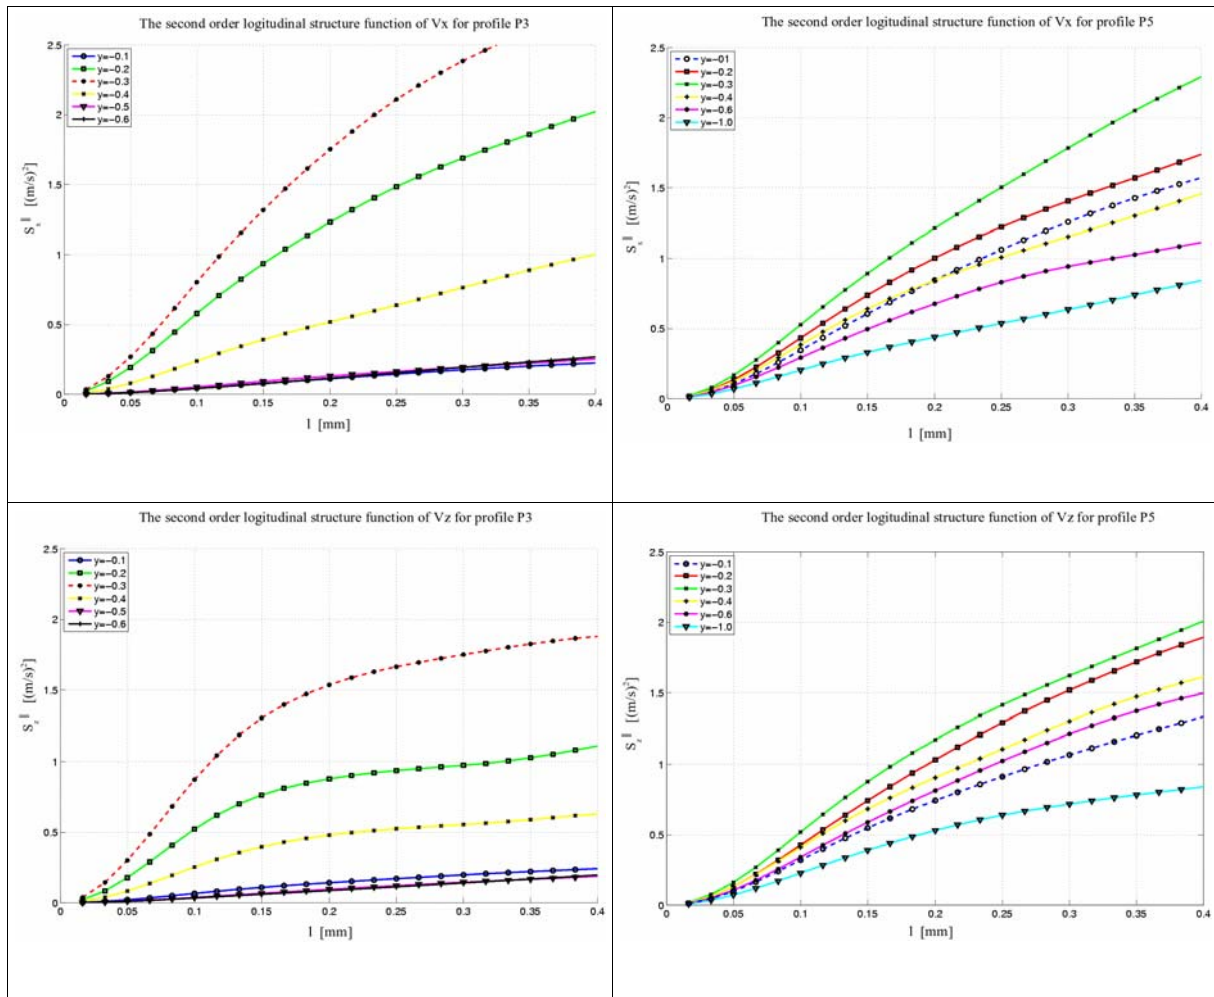 The second order logitudinal structure function of Vx for profile P3
2.5
2
1.5
1
0.5
0
y=-0.1
y=-0.2
y=-0.3
y=-0.4
y=-0.5
y=-0.6
Sₓ^|| [(m/s)²]
0 0.05 0.1 0.15 0.2 0.25 0.3 0.35 0.4
l [mm]
The second order logitudinal structure function of Vx for profile P5
2.5
2
1.5
1
0.5
0
y=-01
y=-0.2
y=-0.3
y=-0.4
y=-0.6
y=-1.0
Sₓ^|| [(m/s)²]
0 0.05 0.1 0.15 0.2 0.25 0.3 0.35 0.4
l [mm]
The second order logitudinal structure function of Vz for profile P3
2.5
2
1.5
1
0.5
0
y=-0.1
y=-0.2
y=-0.3
y=-0.4
y=-0.5
y=-0.6
S_z^|| [(m/s)²]
0 0.05 0.1 0.15 0.2 0.25 0.3 0.35 0.4
l [mm]
The second order logitudinal structure function of Vz for profile P5
2.5
2
1.5
1
0.5
0
y=-0.1
y=-0.2
y=-0.3
y=-0.4
y=-0.6
y=-1.0
S_z^|| [(m/s)²]
0 0.05 0.1 0.15 0.2 0.25 0.3 0.35 0.4
l [mm]